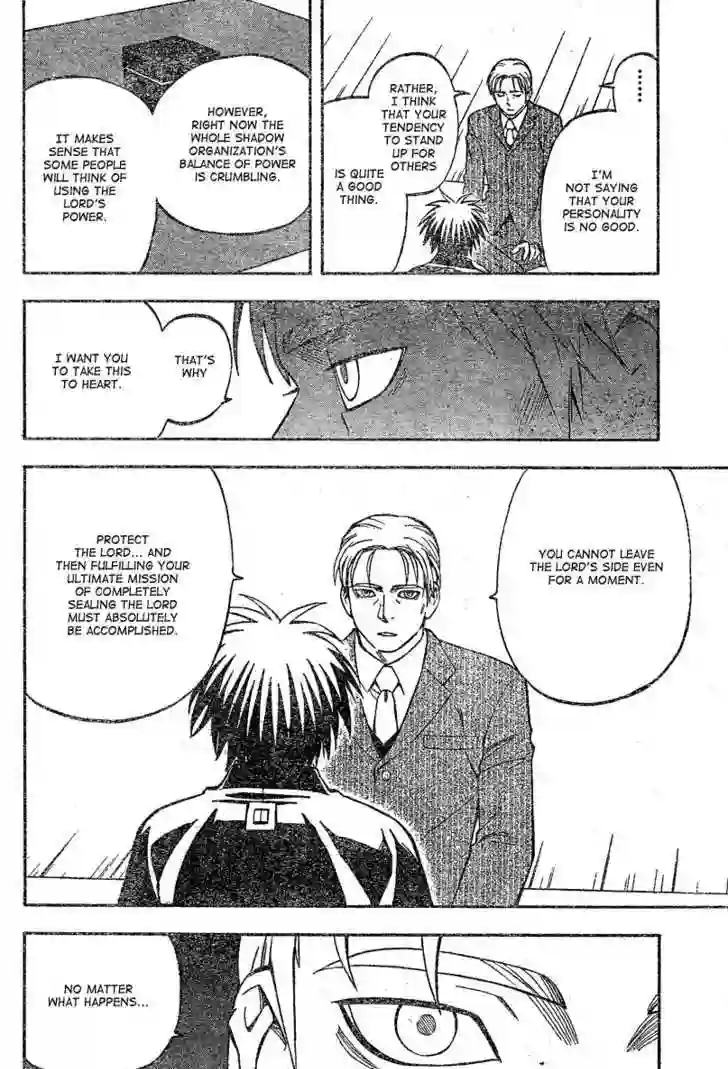 .......
I'M
NOT SAYING
THAT YOUR
PERSONALITY
IS NO GOOD.
RATHER,
I THINK
THAT YOUR
TENDENCY
TO STAND
UP FOR
OTHERS
IS QUITE
A GOOD
THING.
HOWEVER,
RIGHT NOW THE
WHOLE SHADOW
ORGANIZATION'S
BALANCE OF POWER
IS CRUMBLING.
IT MAKES
SENSE THAT
SOME PEOPLE
WILL THINK OF
USING THE
LORD'S
POWER.
THAT'S
WHY
I WANT YOU
TO TAKE THIS
TO HEART.
YOU CANNOT LEAVE
THE LORD'S SIDE EVEN
FOR A MOMENT.
PROTECT
THE LORD... AND
THEN FULFILLING YOUR
ULTIMATE MISSION
OF COMPLETELY
SEALING THE LORD
MUST ABSOLUTELY
BE ACCOMPLISHED.
NO MATTER
WHAT HAPPENS...